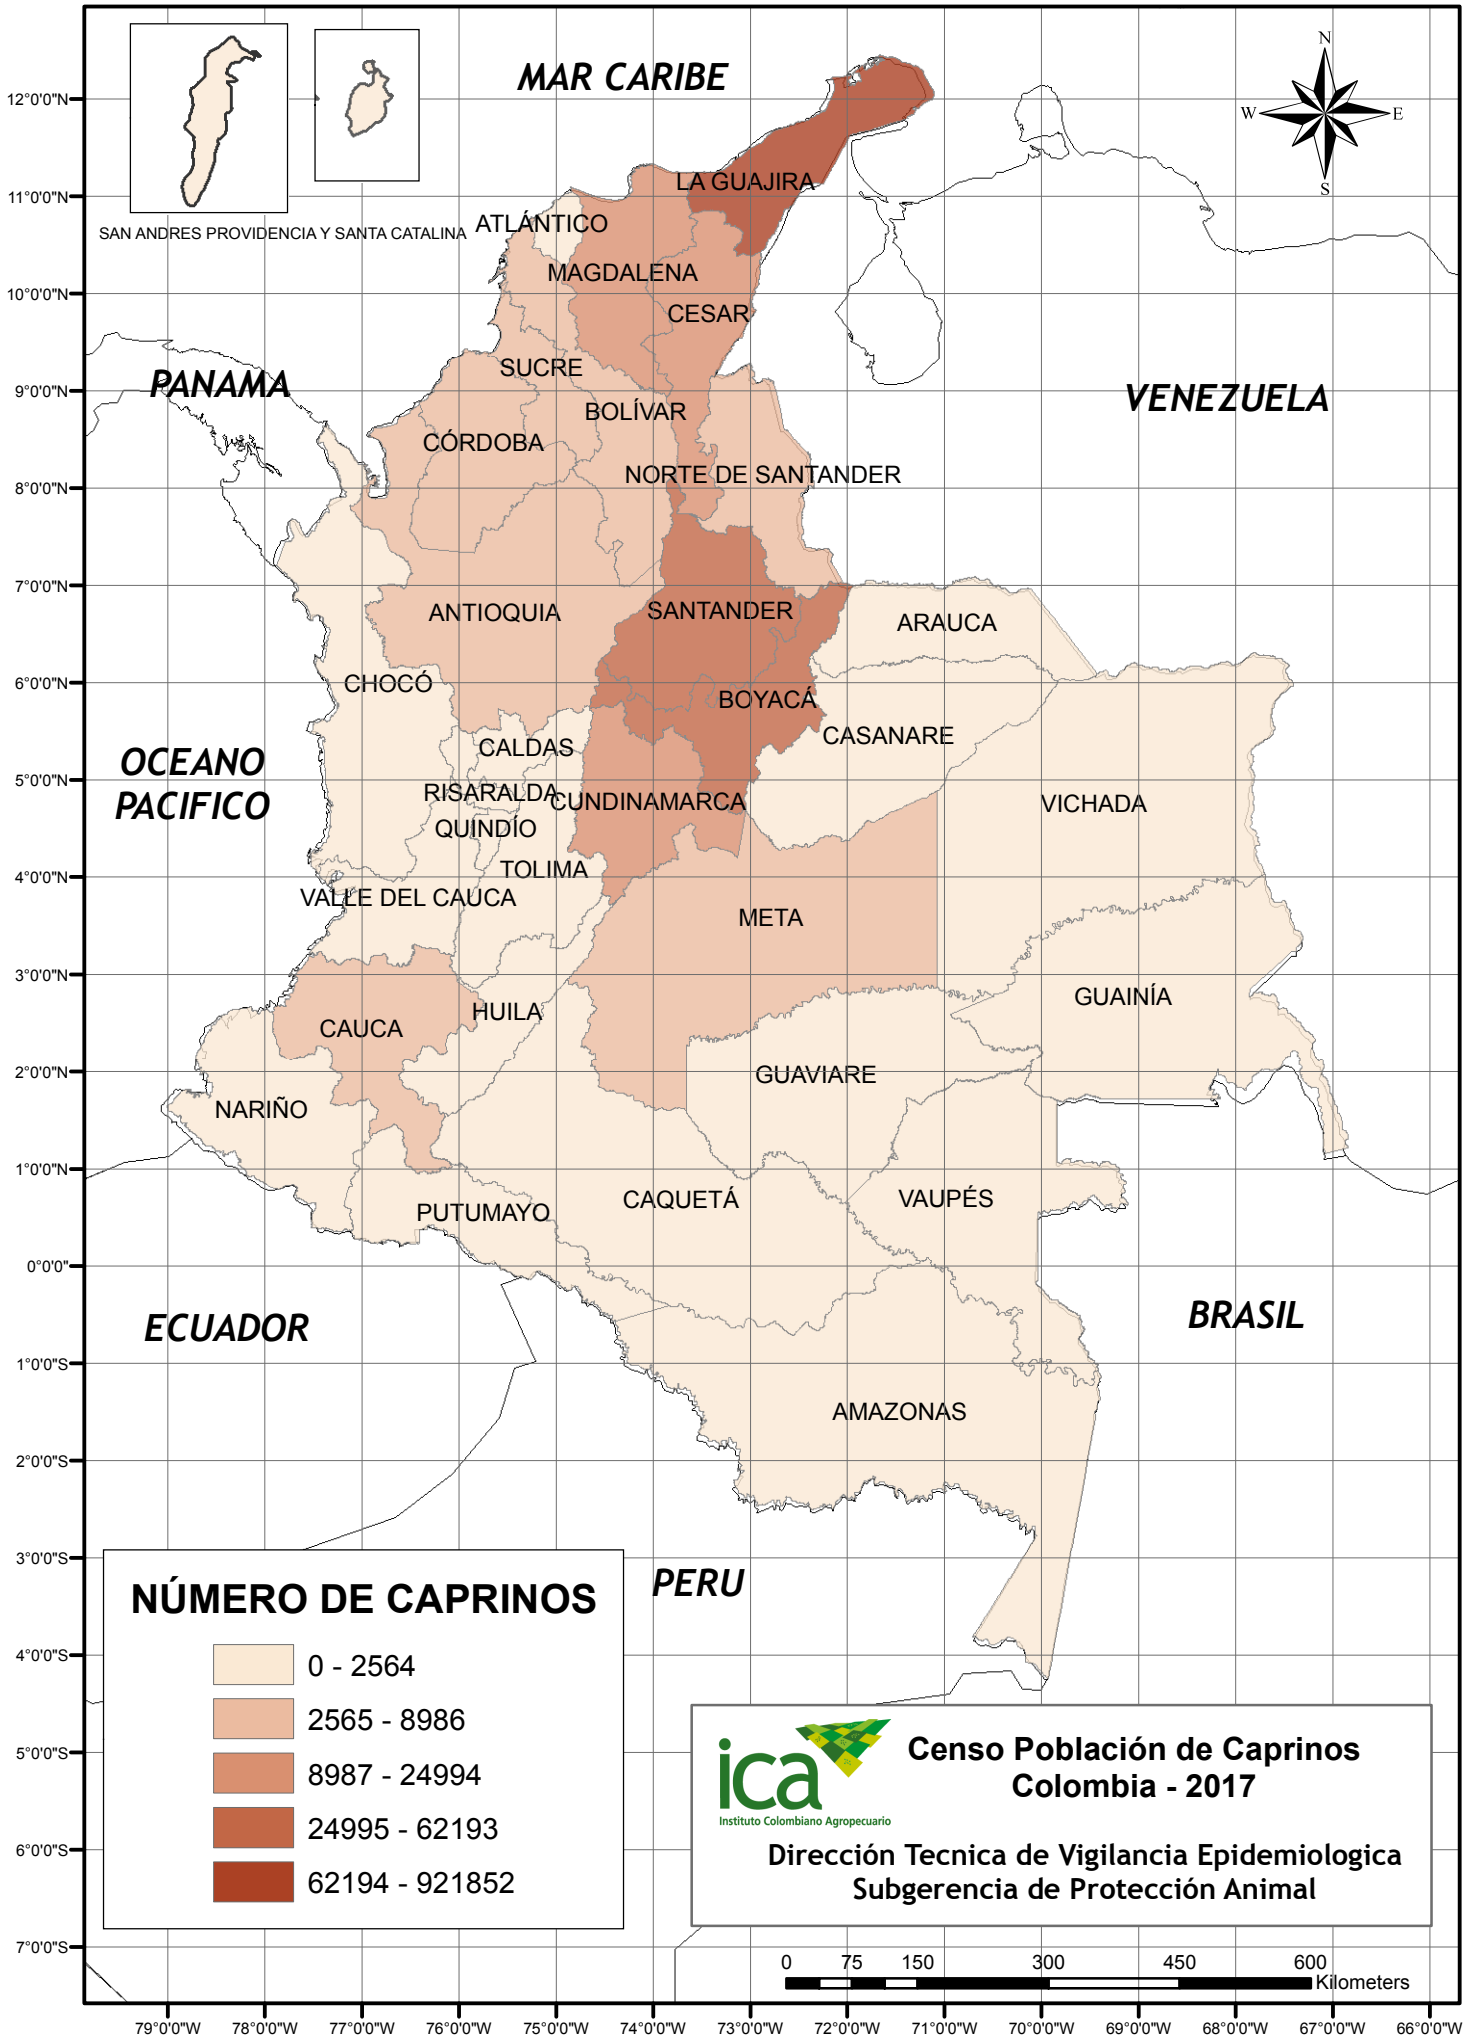 MAR CARIBE
N
W
E
S
12°0'0"N
LA GUAJIRA
11°0'0"N
ATLÁNTICO
SAN ANDRES PROVIDENCIA Y SANTA CATALINA
MAGDALENA
10°0'0"N
CESAR
SUCRE
PANAMA
9°0'0"N
VENEZUELA
BOLÍVAR
CÓRDOBA
NORTE DE SANTANDER
8°0'0"N
7°0'0"N
ANTIOQUIA
SANTANDER
ARAUCA
CHOCÓ
6°0'0"N
BOYACÁ
CASANARE
CALDAS
OCEANO
PACIFICO
5°0'0"N
RISARALDA
CUNDINAMARCA
VICHADA
QUINDÍO
TOLIMA
4°0'0"N
VALLE DEL CAUCA
META
3°0'0"N
GUAINÍA
HUILA
CAUCA
2°0'0"N
GUAVIARE
NARIÑO
1°0'0"N
CAQUETÁ
VAUPÉS
PUTUMAYO
0°0'0"
ECUADOR
BRASIL
1°0'0"S
AMAZONAS
2°0'0"S
3°0'0"S
PERU
NÚMERO DE CAPRINOS
0 - 2564
2565 - 8986
8987 - 24994
24995 - 62193
62194 - 921852
4°0'0"S
5°0'0"S
6°0'0"S
7°0'0"S
ica
Instituto Colombiano Agropecuario
Censo Población de Caprinos
Colombia - 2017
Dirección Tecnica de Vigilancia Epidemiologica
Subgerencia de Protección Animal
0 75 150 300 450 600
Kilometers
79°0'0"W 78°0'0"W 77°0'0"W 76°0'0"W 75°0'0"W 74°0'0"W 73°0'0"W 72°0'0"W 71°0'0"W 70°0'0"W 69°0'0"W 68°0'0"W 67°0'0"W 66°0'0"W